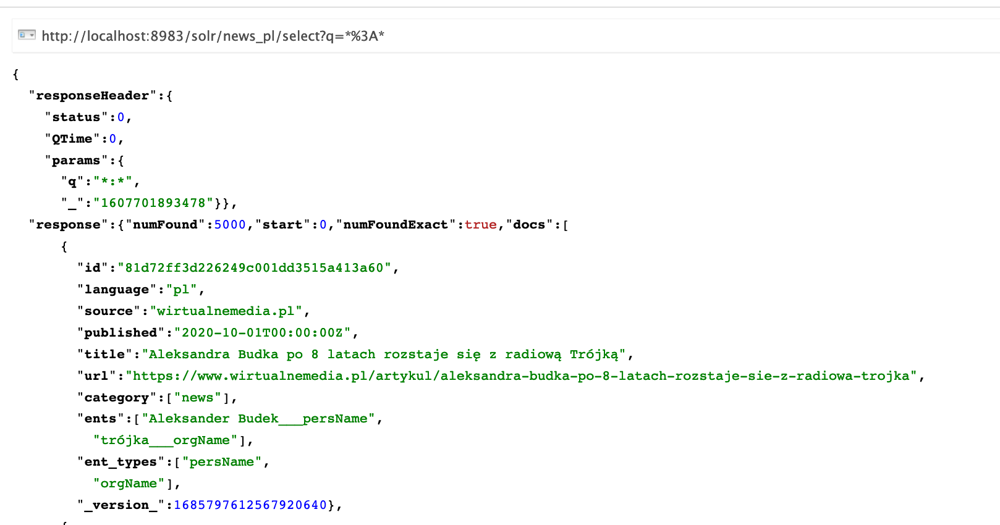 http://localhost:8983/solr/news_pl/select?q=*%3A*
{
"responseHeader":{
"status":0,
"QTime":0,
"params":{
"q":"*:*",
"_":"1607701893478"}},
"response":{"numFound":5000,"start":0,"numFoundExact":true,"docs":[
{
"id":"81d72ff3d226249c001dd3515a413a60",
"language":"pl",
"source":"wirtualnemedia.pl",
"published":"2020-10-01T00:00:00Z",
"title":"Aleksandra Budka po 8 latach rozstaje się z radiową Trójką",
"url":"https://www.wirtualnemedia.pl/artykul/aleksandra-budka-po-8-latach-rozstaje-sie-z-radiowa-trojka",
"category":["news"],
"ents":["Aleksander Budek___persName",
"trójka___orgName"],
"ent_types":["persName",
"orgName"],
"_version_":1685797612567920640},
{